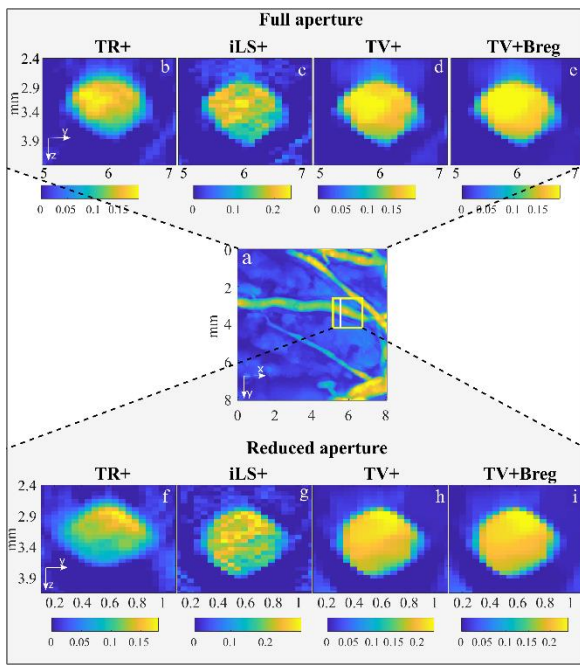 Full aperture
TR+ iLS+ TV+ TV+Breg
2.4 2.9 3.4 3.9
mm
b c d e
y
z
5 6 7 5 6 7 5 6 7 5 6 7
0 0.05 0.1 0.15 0 0.1 0.2 0 0.05 0.1 0.15 0 0.05 0.1 0.15
a
0 2 4 6 8
mm
x
y
0 2 4 6 8
Reduced aperture
TR+ iLS+ TV+ TV+Breg
2.4 2.9 3.4 3.9
mm
f g h i
y
z
0.2 0.4 0.6 0.8 1 0.2 0.4 0.6 0.8 1 0.2 0.4 0.6 0.8 1 0.2 0.4 0.6 0.8 1
0 0.05 0.1 0.15 0 0.1 0.2 0 0.05 0.1 0.15 0.2 0 0.05 0.1 0.15 0.2